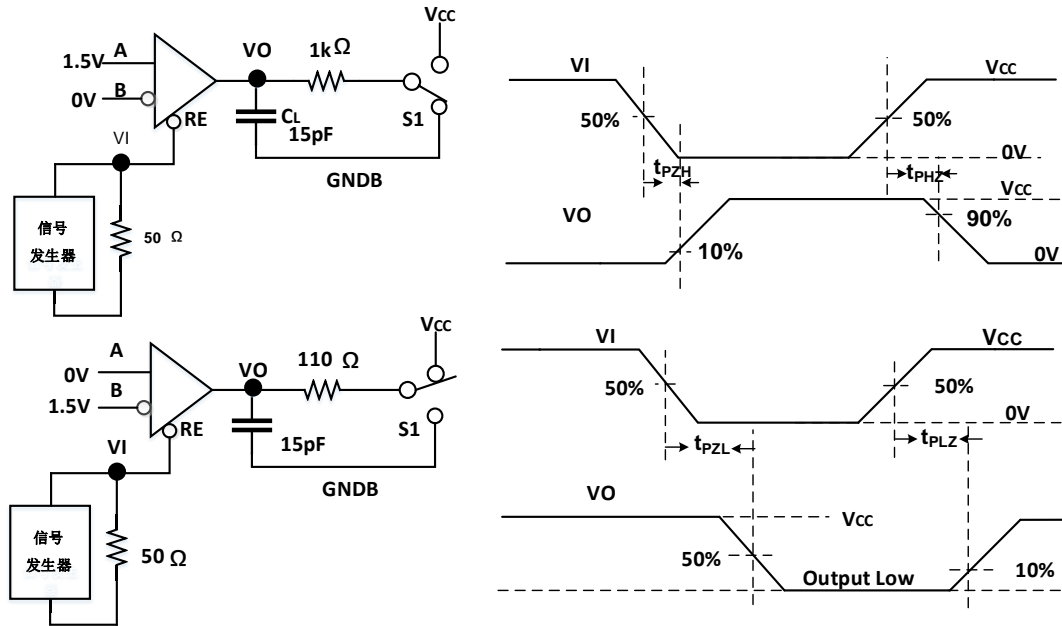 VCC
VO
1kΩ
A
1.5V
B
0V
RE
CL
15pF
S1
VI
GNDB
信号
发生器
50 Ω
VI
VCC
50%
50%
0V
tPZH
tPHZ
VCC
VO
90%
10%
0V
VCC
A
VO
110 Ω
0V
B
1.5V
RE
15pF
S1
VI
GNDB
信号
发生器
50 Ω
VI
VCC
50%
50%
0V
tPZL
tPLZ
VO
VCC
50%
Output Low
10%